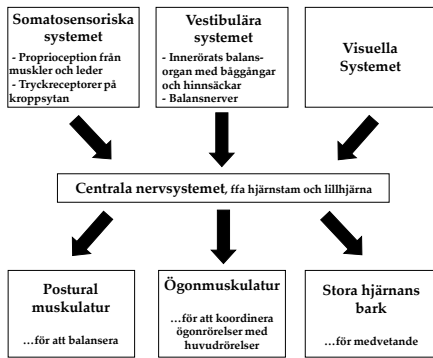 Somatosensoriska
systemet
- Proprioception från
muskler och leder
- Tryckreceptorer på
kroppsytan
Vestibulära
systemet
- Innerörats balans-
organ med båggångar
och hinnsäckar
- Balansnerver
Visuella
Systemet
Centrala nervsystemet, ffa hjärnstam och lillhjärna
Postural
muskulatur
...för att balansera
Ögonmuskulatur
...för att koordinera
ögonrörelser med
huvudrörelser
Stora hjärnans
bark
...för medvetande